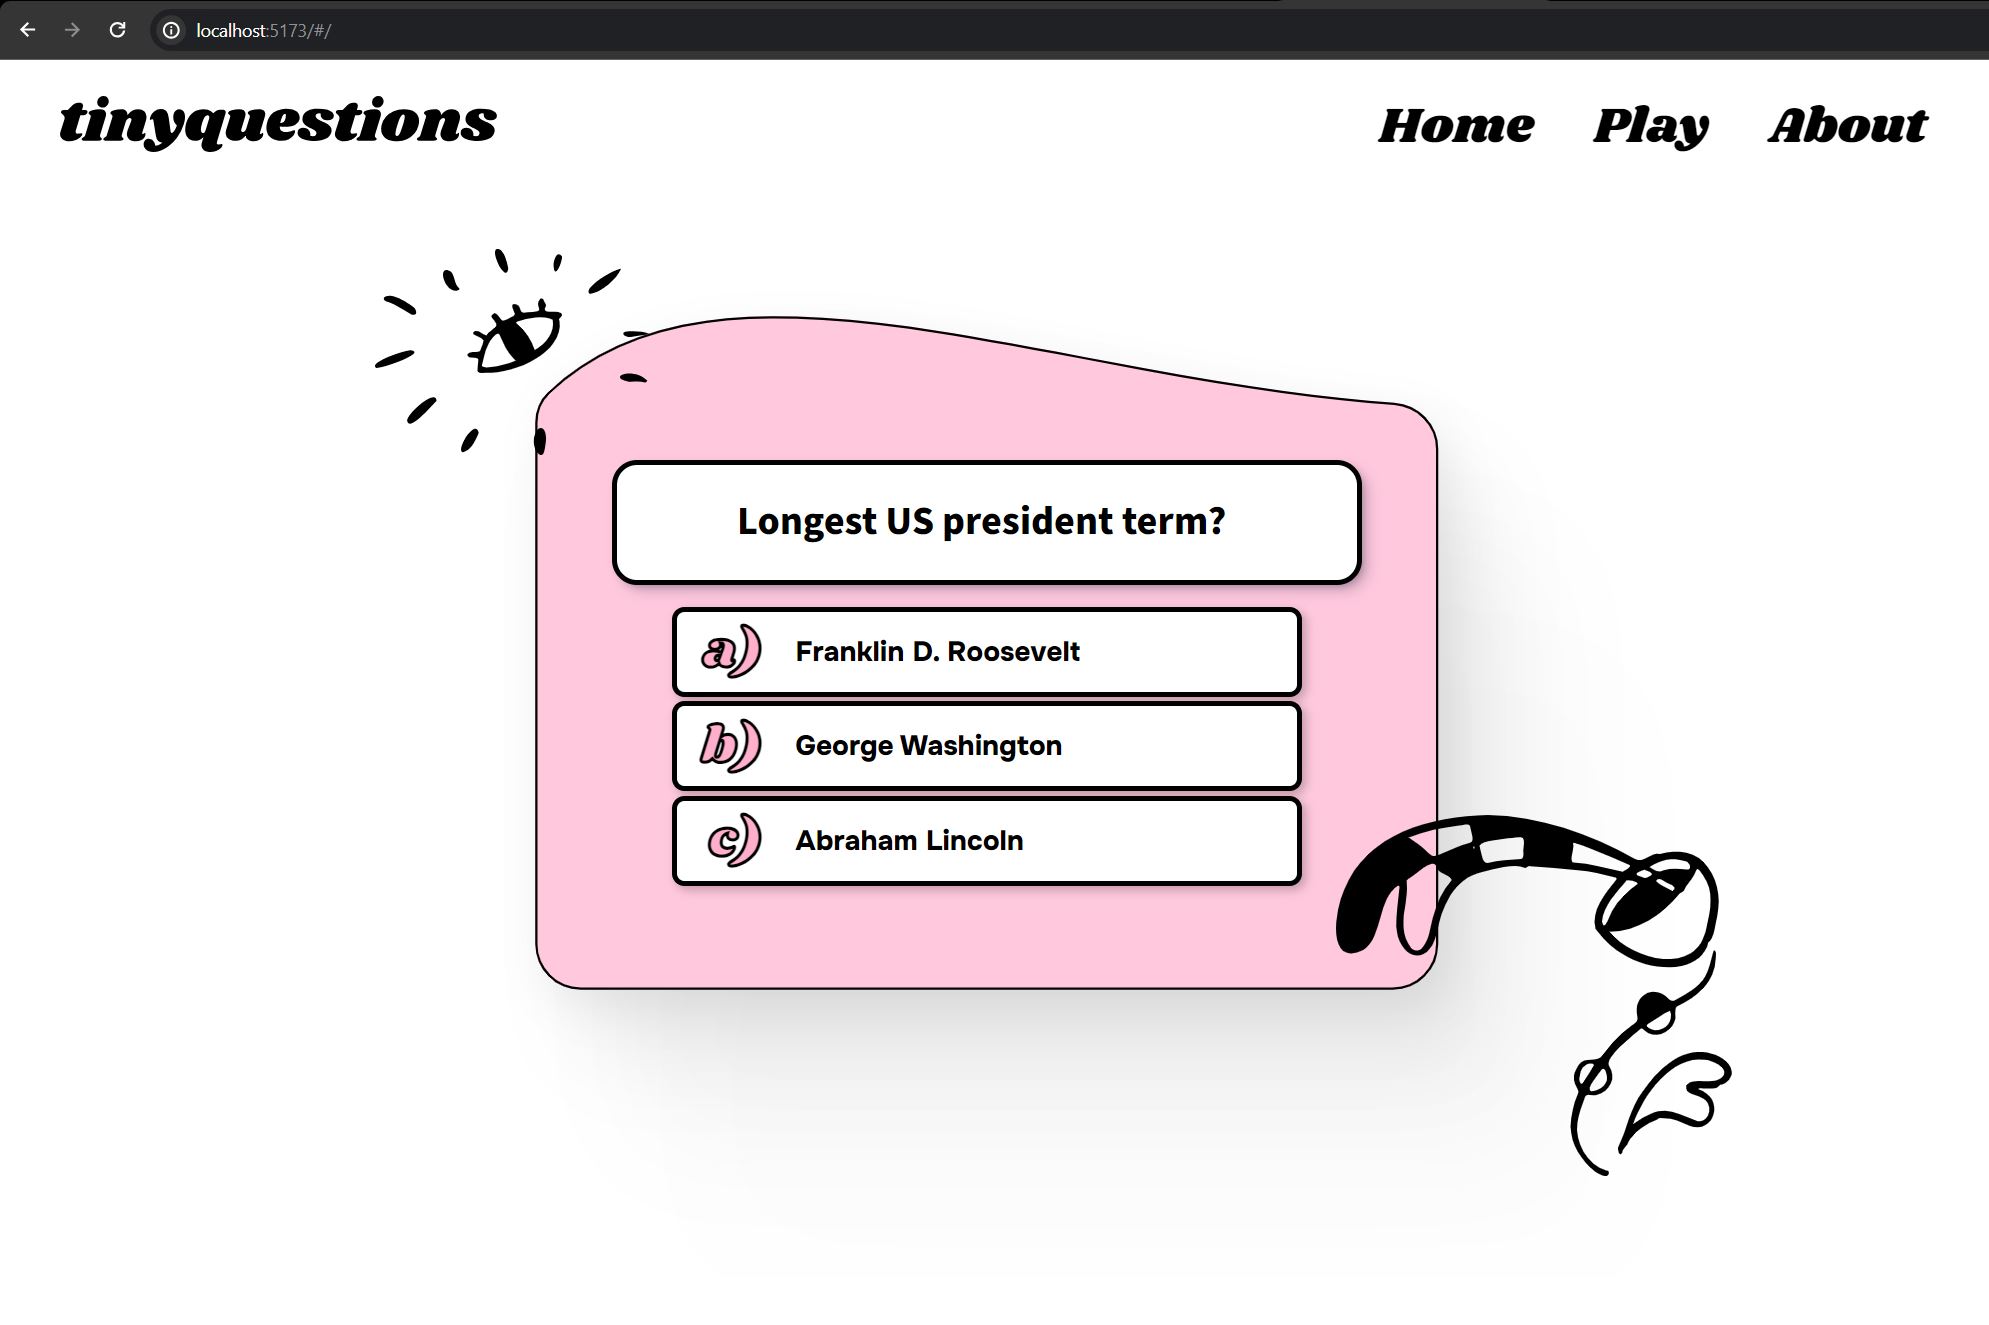 localhost:5173/#/
tinyquestions
Home Play About
Longest US president term?
a) Franklin D. Roosevelt
b) George Washington
c) Abraham Lincoln